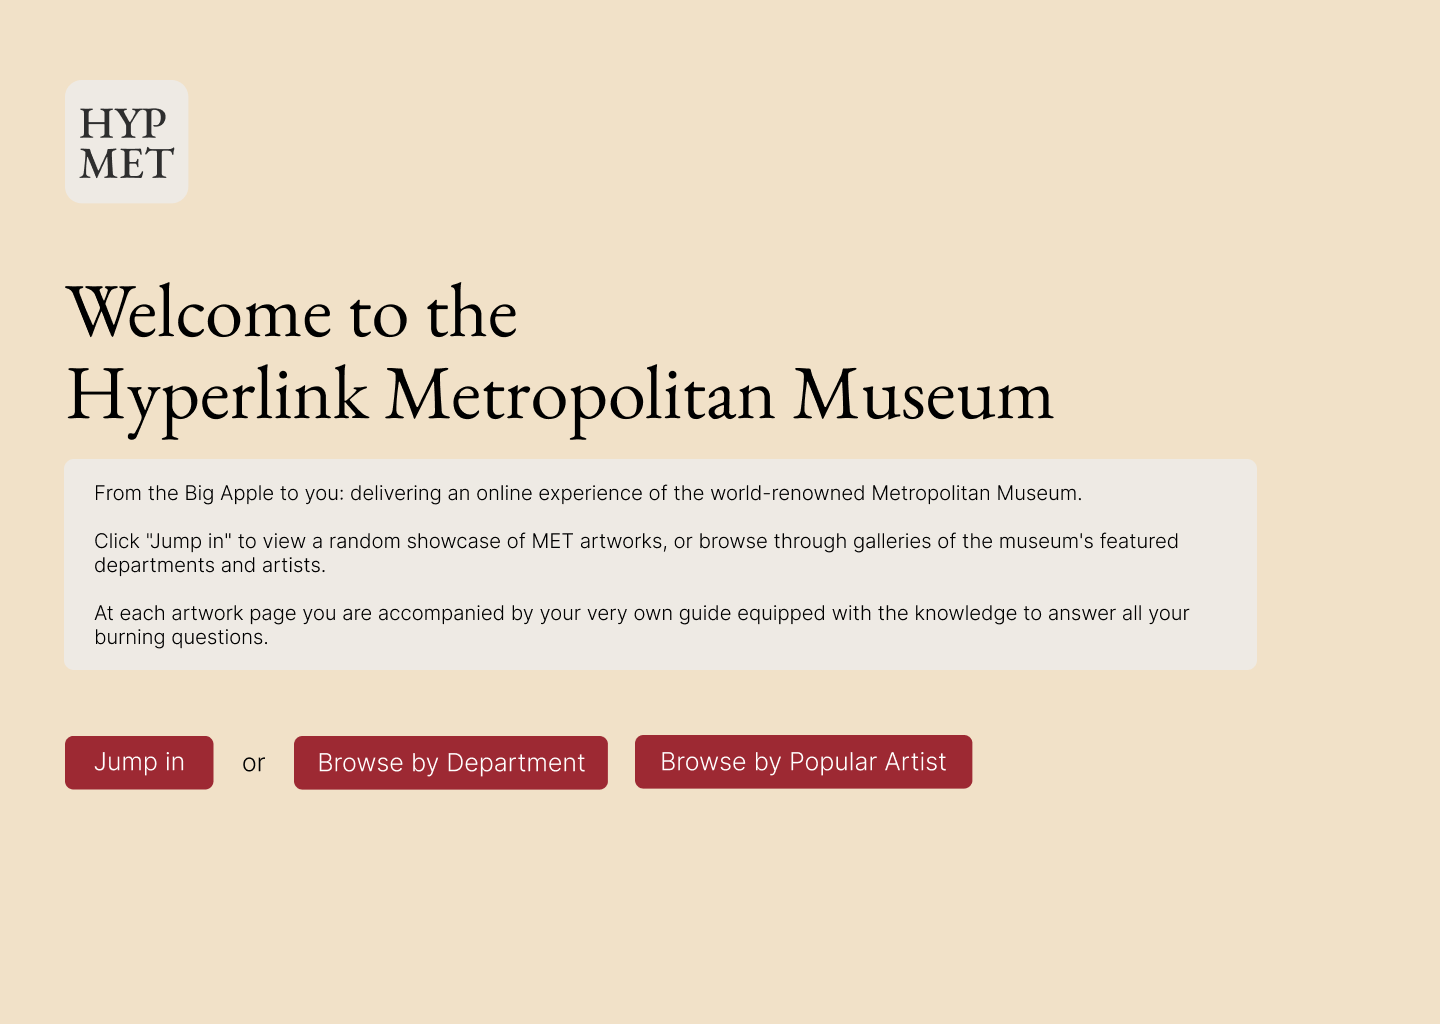 HYP
MET
Welcome to the
Hyperlink Metropolitan Museum
From the Big Apple to you: delivering an online experience of the world-renowned Metropolitan Museum.
Click "Jump in" to view a random showcase of MET artworks, or browse through galleries of the museum's featured
departments and artists.
At each artwork page you are accompanied by your very own guide equipped with the knowledge to answer all your
burning questions.
Jump in or Browse by Department Browse by Popular Artist